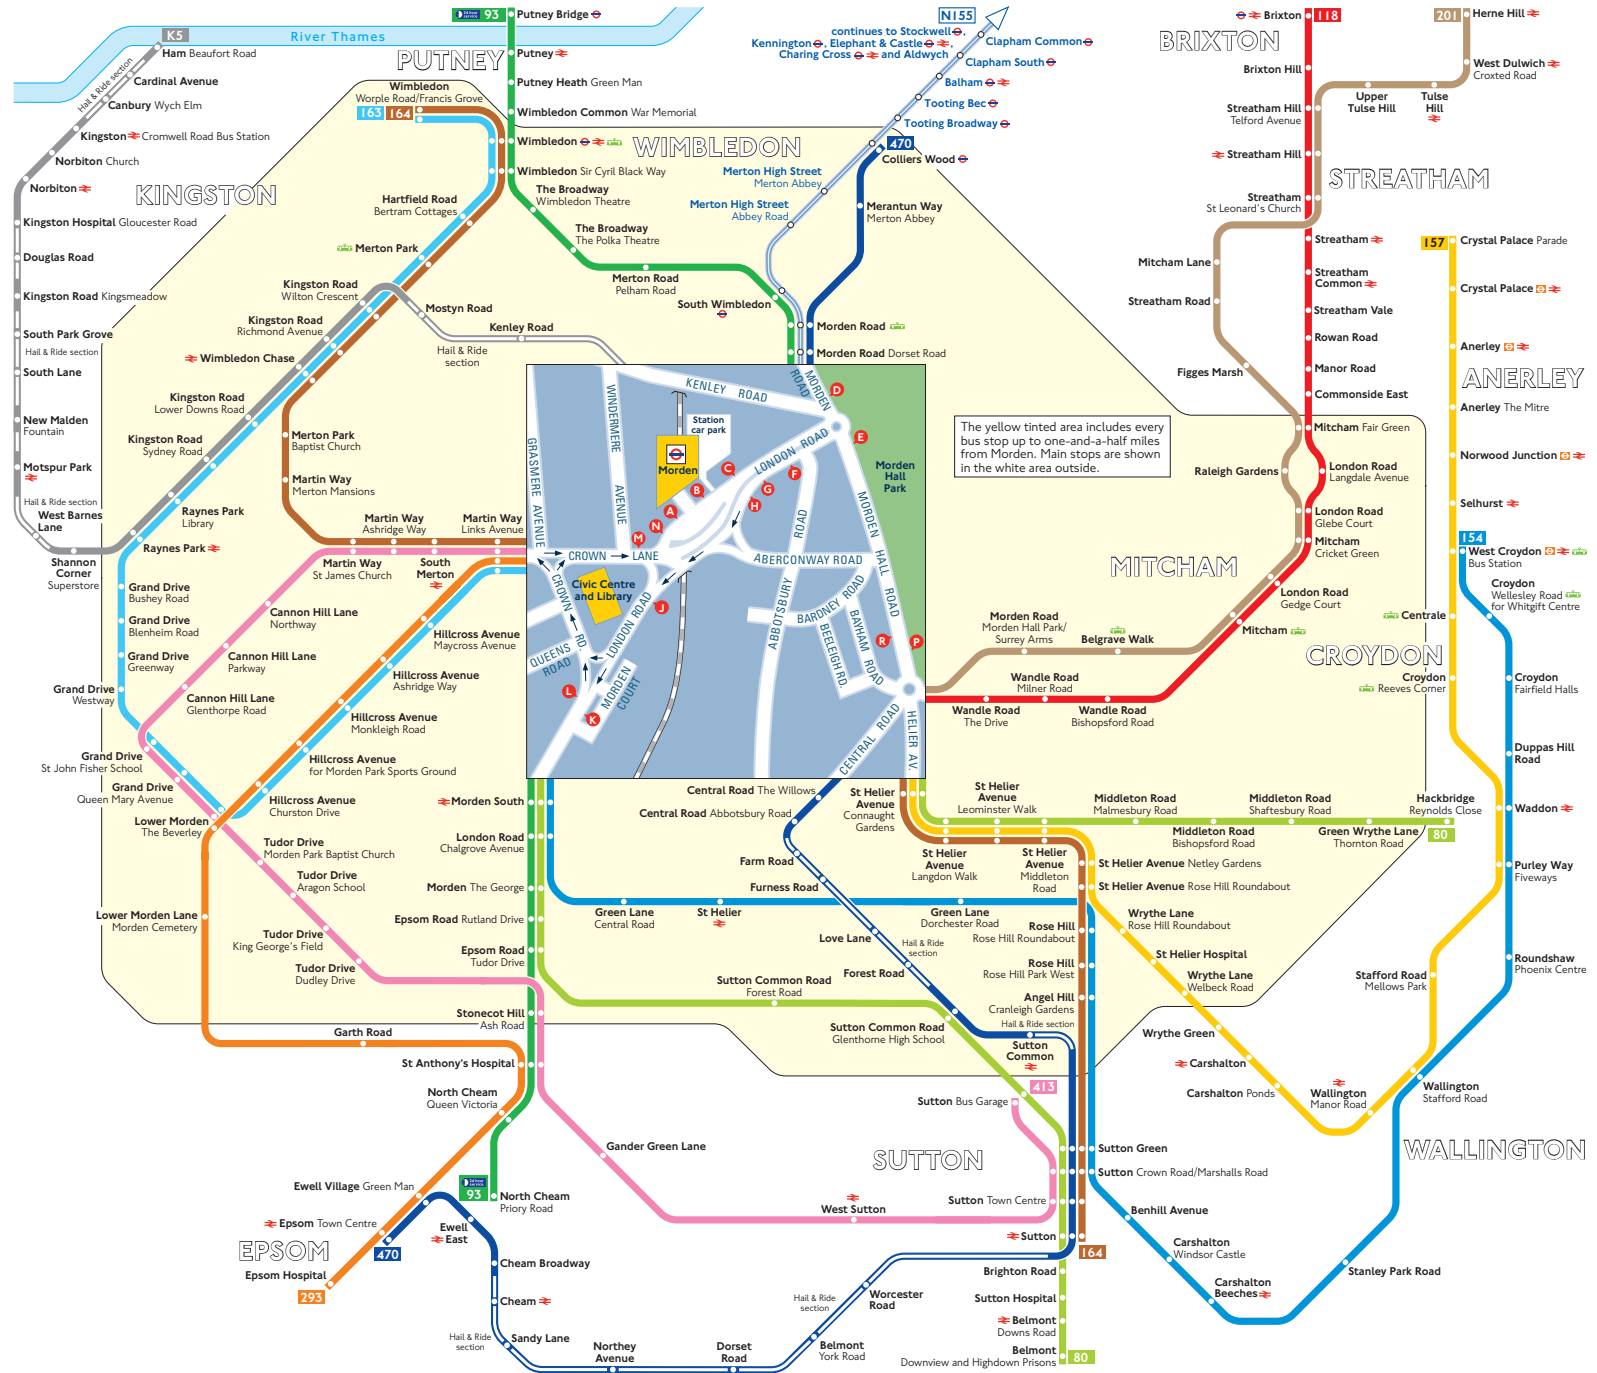 93
Putney Bridge
N155
118
Brixton
201
Herne Hill
K5
River Thames
Ham Beaufort Road
PUTNEY
Putney
continues to Stockwell,
Kennington, Elephant & Castle,
Charing Cross and Aldwych
Clapham Common
Clapham South
BRIXTON
Brixton Hill
West Dulwich
Croxted Road
Hail & Ride section
Cardinal Avenue
Canbury Wych Elm
Kingston Cromwell Road Bus Station
Norbiton Church
Norbiton
KINGSTON
Wimbledon
Worple Road/Francis Grove
163
164
Putney Heath Green Man
Wimbledon Common War Memorial
Wimbledon
WIMBLEDON
Wimbledon Sir Cyril Black Way
Balham
Tooting Bec
Tooting Broadway
470
Colliers Wood
Streatham Hill
Telford Avenue
Upper
Tulse Hill
Tulse
Hill
Streatham Hill
STREATHAM
Streatham
St Leonard's Church
Kingston Hospital Gloucester Road
Douglas Road
Kingston Road Kingsmeadow
South Park Grove
Hail & Ride section
South Lane
New Malden
Fountain
Motspur Park
Hail & Ride section
West Barnes
Lane
Shannon
Corner
Superstore
Hartfield Road
Bertram Cottages
Merton Park
The Broadway
Wimbledon Theatre
The Broadway
The Polka Theatre
Merton Road
Pelham Road
South Wimbledon
Merton High Street
Merton Abbey
Merton High Street
Abbey Road
Merantun Way
Merton Abbey
Morden Road
Morden Road Dorset Road
Kingston Road
Wilton Crescent
Kingston Road
Richmond Avenue
Wimbledon Chase
Kingston Road
Lower Downs Road
Kingston Road
Sydney Road
Raynes Park
Library
Raynes Park
Mostyn Road
Kenley Road
Hail & Ride
section
Merton Park
Baptist Church
Martin Way
Merton Mansions
Martin Way
Ashridge Way
Martin Way
Links Avenue
Martin Way
St James Church
South
Merton
Streatham
Streatham
Common
Streatham Vale
Rowan Road
Manor Road
Commonside East
Mitcham Lane
Streatham Road
Figges Marsh
Mitcham Fair Green
Raleigh Gardens
London Road
Langdale Avenue
London Road
Glebe Court
Mitcham
Cricket Green
MITCHAM
London Road
Gedge Court
Mitcham
Morden Road
Morden Hall Park/
Surrey Arms
Belgrave Walk
Wandle Road
The Drive
Wandle Road
Milner Road
Wandle Road
Bishopsford Road
157
Crystal Palace Parade
Crystal Palace
Anerley
ANERLEY
Anerley The Mitre
Norwood Junction
Selhurst
154
West Croydon
Bus Station
Croydon
Wellesley Road
for Whitgift Centre
Centrale
CROYDON
Croydon
Reeves Corner
Croydon
Fairfield Halls
Duppas Hill
Road
Waddon
Purley Way
Fiveways
Roundshaw
Phoenix Centre
Stafford Road
Mellows Park
The yellow tinted area includes every
bus stop up to one-and-a-half miles
from Morden. Main stops are shown
in the white area outside.
KENLEY ROAD
MORDEN ROAD
WINDERMERE AVENUE
GRASMERE AVENUE
Station
car park
Morden
LONDON ROAD
Morden
Hall
Park
MORDEN HALL ROAD
CROWN LANE
ABERCONWAY ROAD
ABBOTSBURY ROAD
BARDNEY ROAD
BEELEIGH RD.
BAYHAM ROAD
Civic Centre
and Library
CROWN RD.
LONDON ROAD
QUEENS ROAD
MORDEN COURT
CENTRAL ROAD
HELIER AV.
A
B
C
D
E
F
G
H
J
K
L
M
N
P
R
Grand Drive
Bushey Road
Grand Drive
Blenheim Road
Grand Drive
Greenway
Grand Drive
Westway
Grand Drive
St John Fisher School
Grand Drive
Queen Mary Avenue
Lower Morden
The Beverley
Lower Morden Lane
Morden Cemetery
Cannon Hill Lane
Northway
Cannon Hill Lane
Parkway
Cannon Hill Lane
Glenthorpe Road
Hillcross Avenue
Maycross Avenue
Hillcross Avenue
Ashridge Way
Hillcross Avenue
Monkleigh Road
Hillcross Avenue
for Morden Park Sports Ground
Hillcross Avenue
Churston Drive
Tudor Drive
Morden Park Baptist Church
Tudor Drive
Aragon School
Tudor Drive
King George's Field
Tudor Drive
Dudley Drive
Garth Road
Morden South
London Road
Chalgrove Avenue
Morden The George
Epsom Road Rutland Drive
Epsom Road
Tudor Drive
Stonecot Hill
Ash Road
St Anthony's Hospital
North Cheam
Queen Victoria
Central Road The Willows
Central Road Abbotsbury Road
Farm Road
Furness Road
Love Lane
Hail & Ride
section
Forest Road
Green Lane
Central Road
St Helier
Green Lane
Dorchester Road
Sutton Common Road
Forest Road
Sutton Common Road
Glenthorne High School
St Helier
Avenue
Connaught
Gardens
St Helier
Avenue
Leominster Walk
St Helier
Avenue
Langdon Walk
St Helier
Avenue
Middleton
Road
Middleton Road
Malmesbury Road
Middleton Road
Bishopsford Road
Middleton Road
Shaftesbury Road
Green Wrythe Lane
Thornton Road
Hackbridge
Reynolds Close
80
St Helier Avenue Netley Gardens
St Helier Avenue Rose Hill Roundabout
Wrythe Lane
Rose Hill Roundabout
Rose Hill
Rose Hill Roundabout
Rose Hill
Rose Hill Park West
Angel Hill
Cranleigh Gardens
Hail & Ride section
Sutton
Common
St Helier Hospital
Wrythe Lane
Welbeck Road
Wrythe Green
Carshalton
Carshalton Ponds
Wallington
Manor Road
Wallington
Stafford Road
WALLINGTON
413
Sutton Bus Garage
SUTTON
Sutton Green
Sutton Crown Road/Marshalls Road
Sutton Town Centre
Sutton
164
Benhill Avenue
Carshalton
Windsor Castle
Carshalton
Beeches
Stanley Park Road
Gander Green Lane
West Sutton
93
North Cheam
Priory Road
Ewell Village Green Man
Epsom Town Centre
EPSOM
470
Epsom Hospital
293
Ewell
East
Cheam Broadway
Cheam
Hail & Ride
section
Sandy Lane
Northey
Avenue
Dorset
Road
Belmont
York Road
Hail & Ride
section
Worcester
Road
Brighton Road
Sutton Hospital
Belmont
Downs Road
Belmont
Downview and Highdown Prisons
80